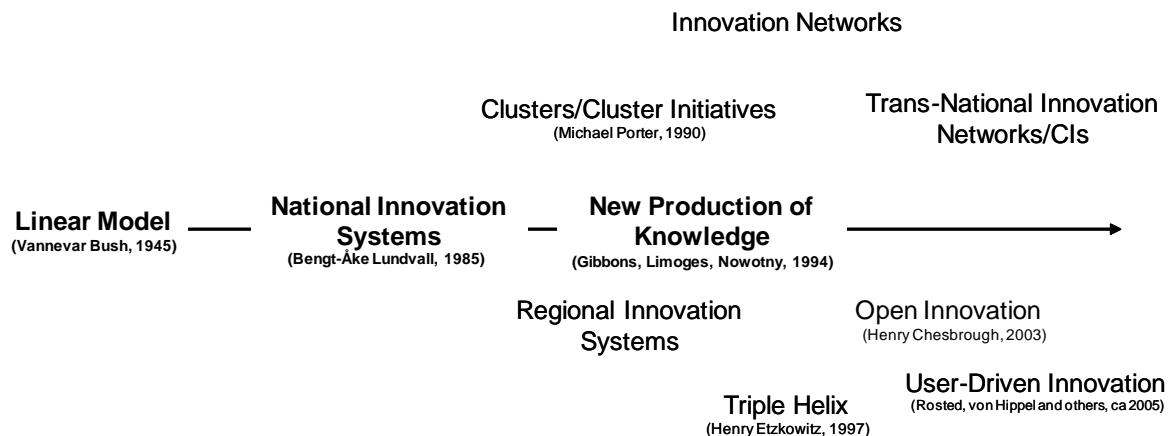 Innovation Networks
Clusters/Cluster Initiatives
(Michael Porter, 1990)
Trans-National Innovation
Networks/CIs
Linear Model
(Vannevar Bush, 1945)
National Innovation
Systems
(Bengt-Åke Lundvall, 1985)
New Production of
Knowledge
(Gibbons, Limoges, Nowotny, 1994)
Regional Innovation
Systems
Open Innovation
(Henry Chesbrough, 2003)
Triple Helix
(Henry Etzkowitz, 1997)
User-Driven Innovation
(Rosted, von Hippel and others, ca 2005)